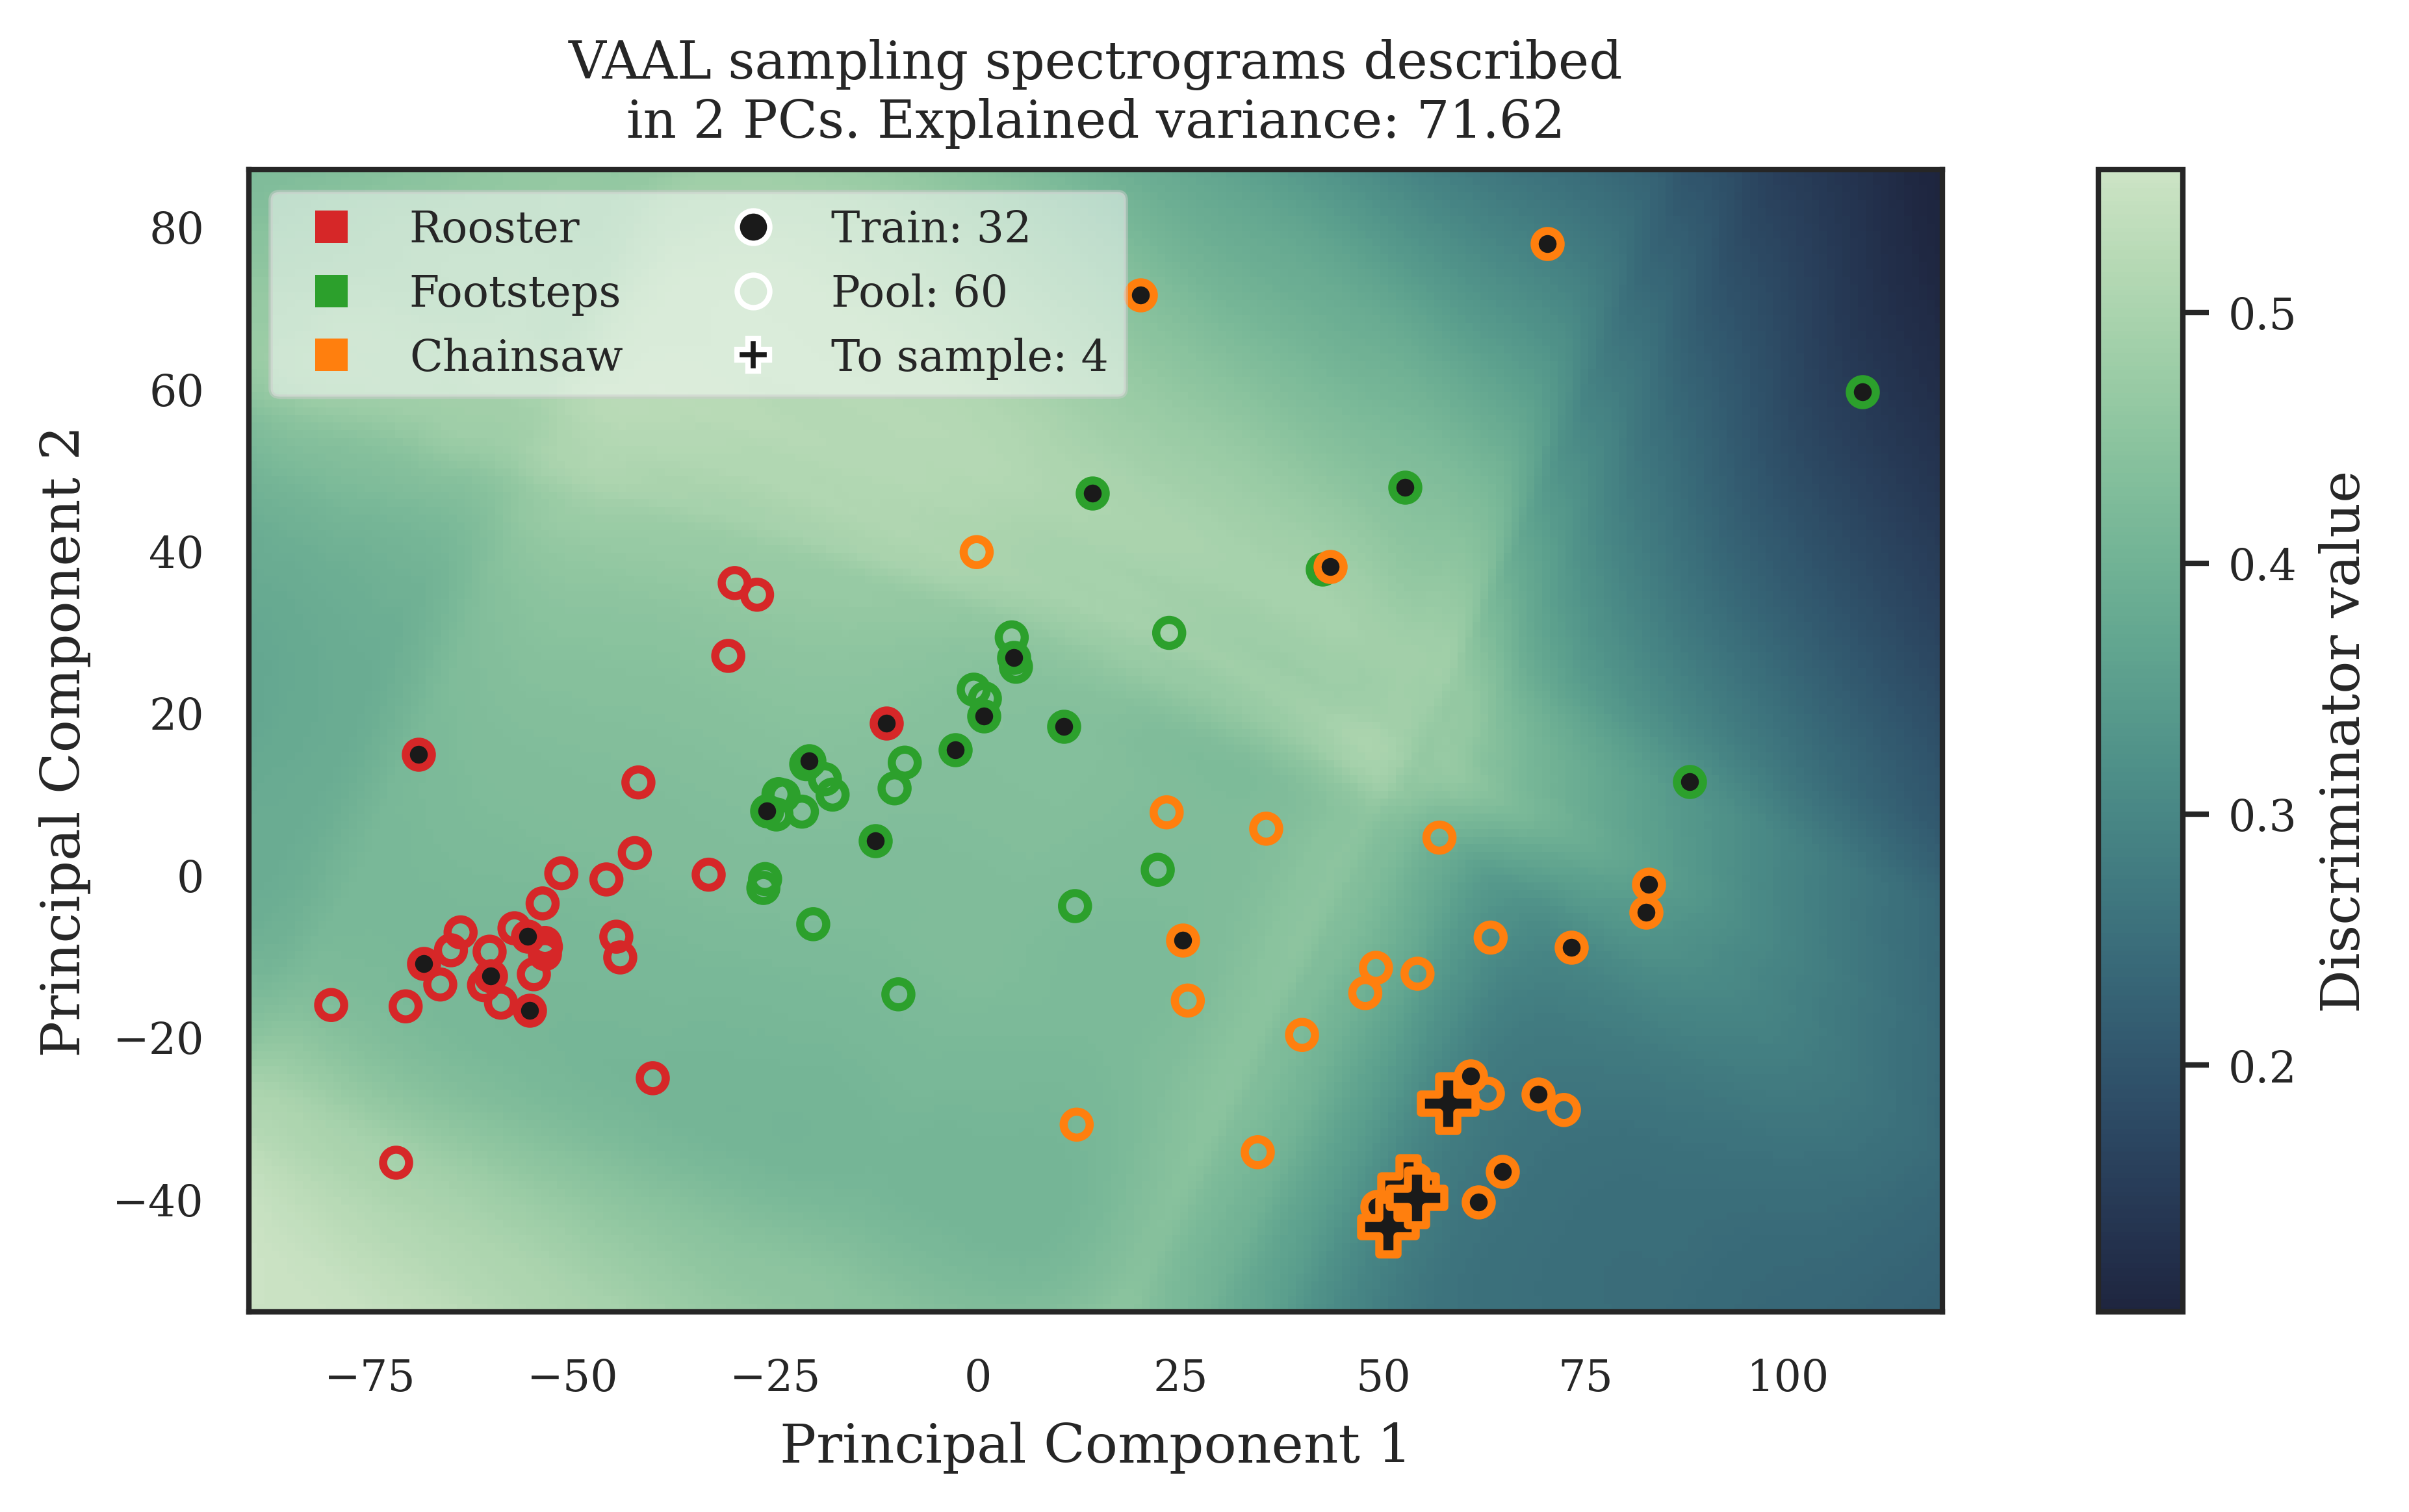 VAAL sampling spectrograms described
in 2 PCs. Explained variance: 71.62
Rooster
Footsteps
Chainsaw
Train: 32
Pool: 60
To sample: 4
80
60
40
20
0
−20
−40
Principal Component 2
−75
−50
−25
0
25
50
75
100
Principal Component 1
0.5
0.4
0.3
0.2
Discriminator value